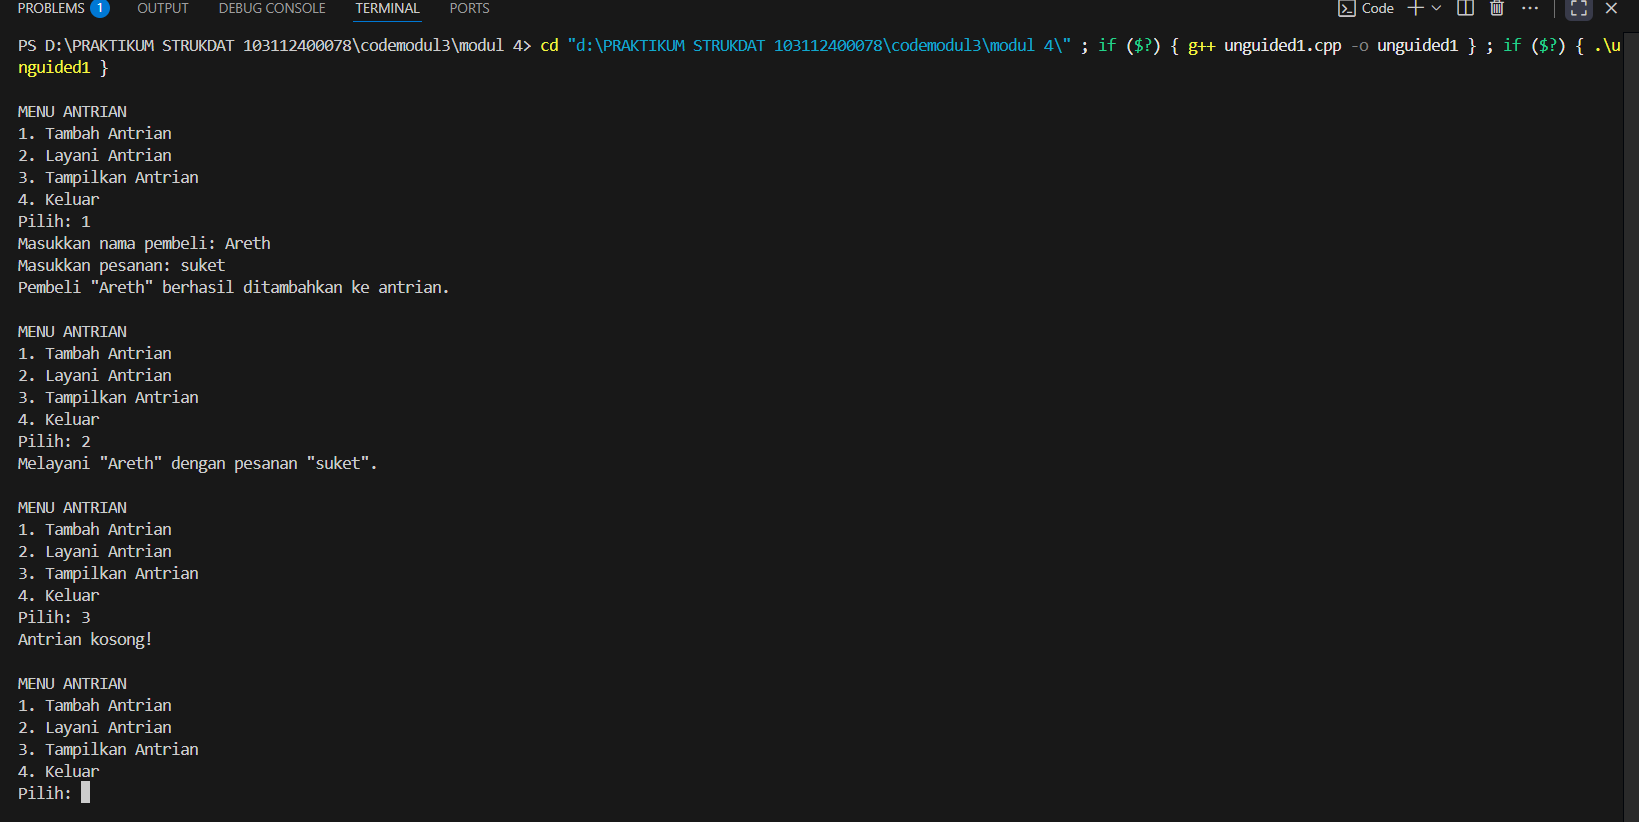 PROBLEMS 1 OUTPUT DEBUG CONSOLE TERMINAL PORTS Code
PS D:\PRAKTIKUM STRUKDAT 103112400078\codemodul3\modul 4> cd "d:\PRAKTIKUM STRUKDAT 103112400078\codemodul3\modul 4\" ; if ($?) { g++ unguided1.cpp -o unguided1 } ; if ($?) { .\u
nguided1 }
MENU ANTRIAN
1. Tambah Antrian
2. Layani Antrian
3. Tampilkan Antrian
4. Keluar
Pilih: 1
Masukkan nama pembeli: Areth
Masukkan pesanan: suket
Pembeli "Areth" berhasil ditambahkan ke antrian.
MENU ANTRIAN
1. Tambah Antrian
2. Layani Antrian
3. Tampilkan Antrian
4. Keluar
Pilih: 2
Melayani "Areth" dengan pesanan "suket".
MENU ANTRIAN
1. Tambah Antrian
2. Layani Antrian
3. Tampilkan Antrian
4. Keluar
Pilih: 3
Antrian kosong!
MENU ANTRIAN
1. Tambah Antrian
2. Layani Antrian
3. Tampilkan Antrian
4. Keluar
Pilih: